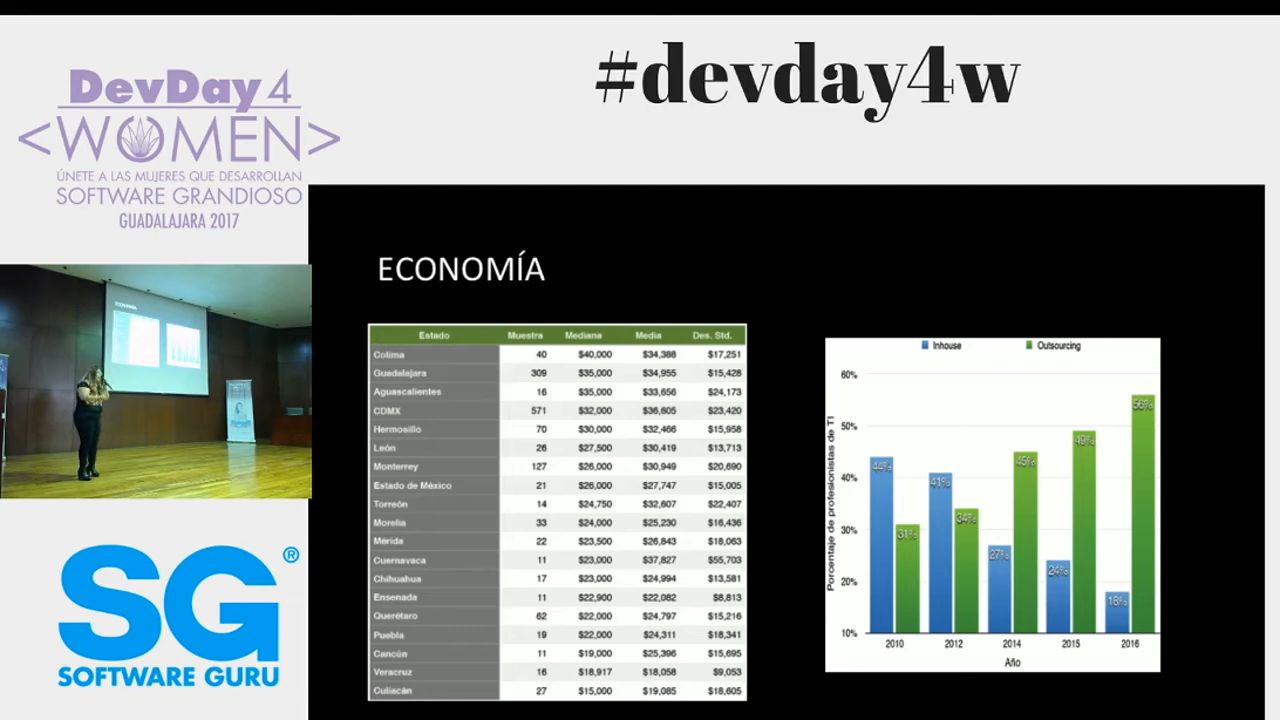 #devday4w
DevDay 4
<WOMEN>
ÚNETE A LAS MUJERES QUE DESARROLLAN
SOFTWARE GRANDIOSO
GUADALAJARA 2017
ECONOMÍA
Estado Muestra Mediana Media Des. Std.
Colima 40 $40,000 $34,388 $17,251
Guadalajara 309 $35,000 $34,955 $15,428
Aguascalientes 16 $35,000 $33,656 $24,173
CDMX 571 $32,000 $36,605 $23,420
Hermosillo 70 $30,000 $32,466 $15,958
León 26 $27,500 $30,419 $13,713
Monterrey 127 $26,000 $30,949 $20,690
Estado de México 21 $26,000 $27,747 $15,005
Torreón 14 $24,750 $32,607 $22,407
Morelia 33 $24,000 $25,230 $16,436
Mérida 22 $23,500 $26,843 $18,063
Cuernavaca 11 $23,000 $37,827 $55,703
Chihuahua 17 $23,000 $24,994 $13,581
Ensenada 11 $22,900 $22,082 $8,813
Querétaro 62 $22,000 $24,797 $15,216
Puebla 19 $22,000 $24,311 $18,341
Cancún 11 $19,000 $25,396 $15,695
Veracruz 16 $18,917 $18,058 $9,053
Culiacán 27 $15,000 $19,085 $18,605
Inhouse Outsourcing
Porcentaje de profesionistas de TI
60%
50%
40%
30%
20%
10%
44% 31% 41% 34% 27% 45% 24% 49% 18% 56%
2010 2012 2014 2015 2016
Año
ECONOMÍA
SG®
SOFTWARE GURU